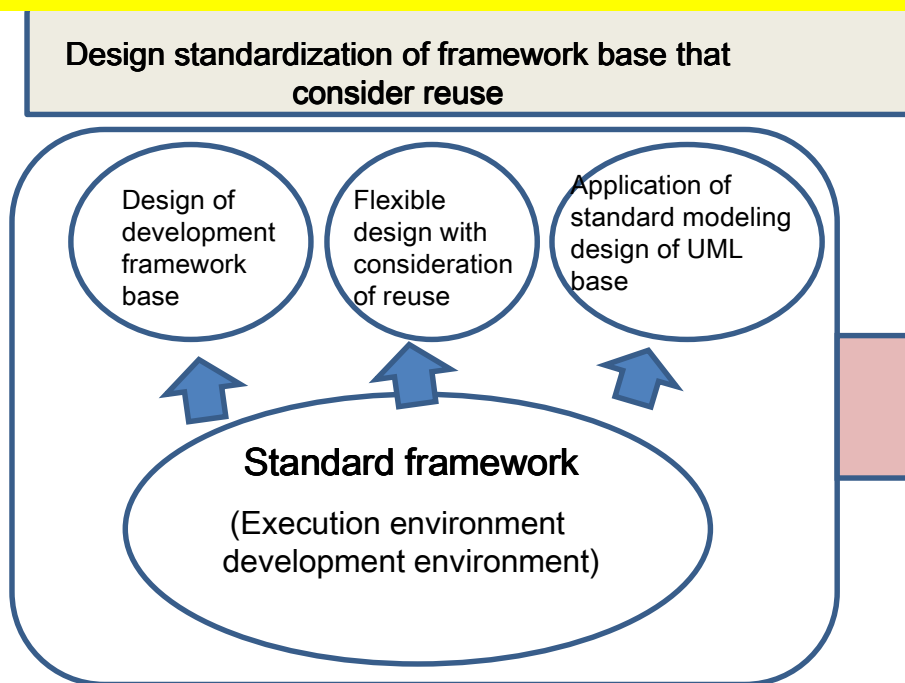 Design standardization of framework base that
consider reuse
Design of
development
framework
base
Flexible
design with
consideration
of reuse
Application of
standard modeling
design of UML
base
Standard framework
(Execution environment
development environment)